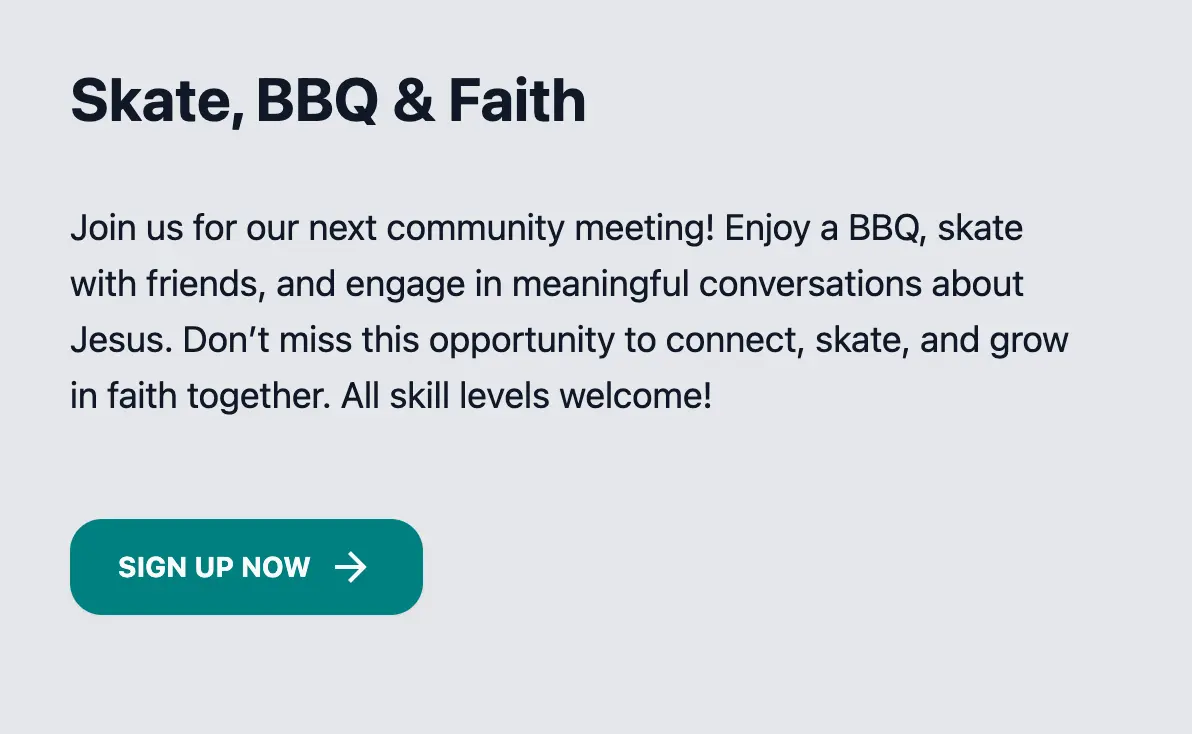 Skate, BBQ & Faith
Join us for our next community meeting! Enjoy a BBQ, skate
with friends, and engage in meaningful conversations about
Jesus. Don’t miss this opportunity to connect, skate, and grow
in faith together. All skill levels welcome!
SIGN UP NOW →